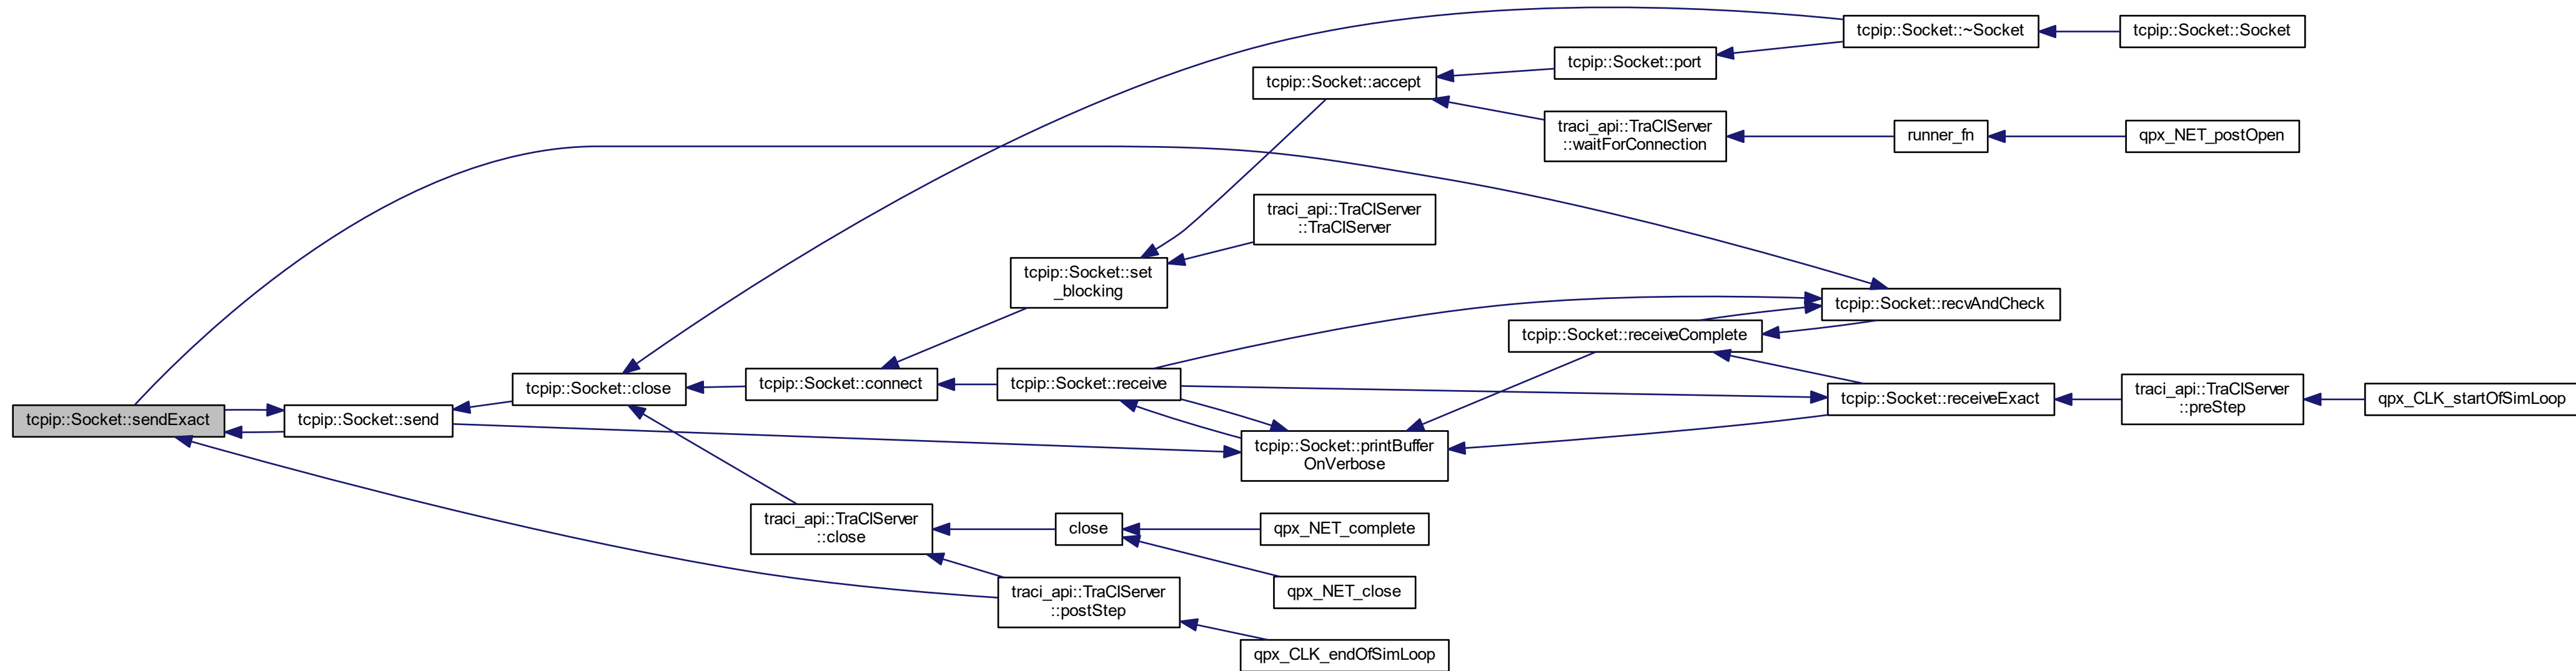 tcpip::Socket::~Socket
tcpip::Socket::Socket
tcpip::Socket::port
tcpip::Socket::accept
traci_api::TraCIServer
::waitForConnection
runner_fn
qpx_NET_postOpen
traci_api::TraCIServer
::TraCIServer
tcpip::Socket::set
_blocking
tcpip::Socket::recvAndCheck
tcpip::Socket::receiveComplete
tcpip::Socket::close
tcpip::Socket::connect
tcpip::Socket::receive
tcpip::Socket::receiveExact
traci_api::TraCIServer
::preStep
qpx_CLK_startOfSimLoop
tcpip::Socket::sendExact
tcpip::Socket::send
tcpip::Socket::printBuffer
OnVerbose
traci_api::TraCIServer
::close
close
qpx_NET_complete
qpx_NET_close
traci_api::TraCIServer
::postStep
qpx_CLK_endOfSimLoop